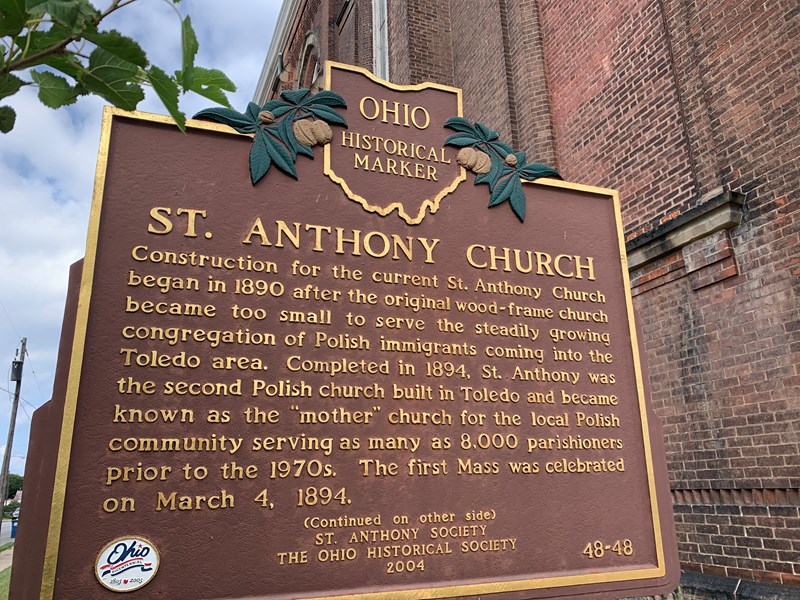 OHIO
HISTORICAL
MARKER
ST. ANTHONY CHURCH
Construction for the current St. Anthony Church
began in 1890 after the original wood-frame church
became too small to serve the steadily growing
congregation of Polish immigrants coming into the
Toledo area. Completed in 1894, St. Anthony was
the second Polish church built in Toledo and became
known as the "mother" church for the local Polish
community serving as many as 8,000 parishioners
prior to the 1970s. The first Mass was celebrated
on March 4, 1894.
(Continued on other side)
ST. ANTHONY SOCIETY
THE OHIO HISTORICAL SOCIETY
2004
48-48
Ohio
BICENTENNIAL
1803 2003